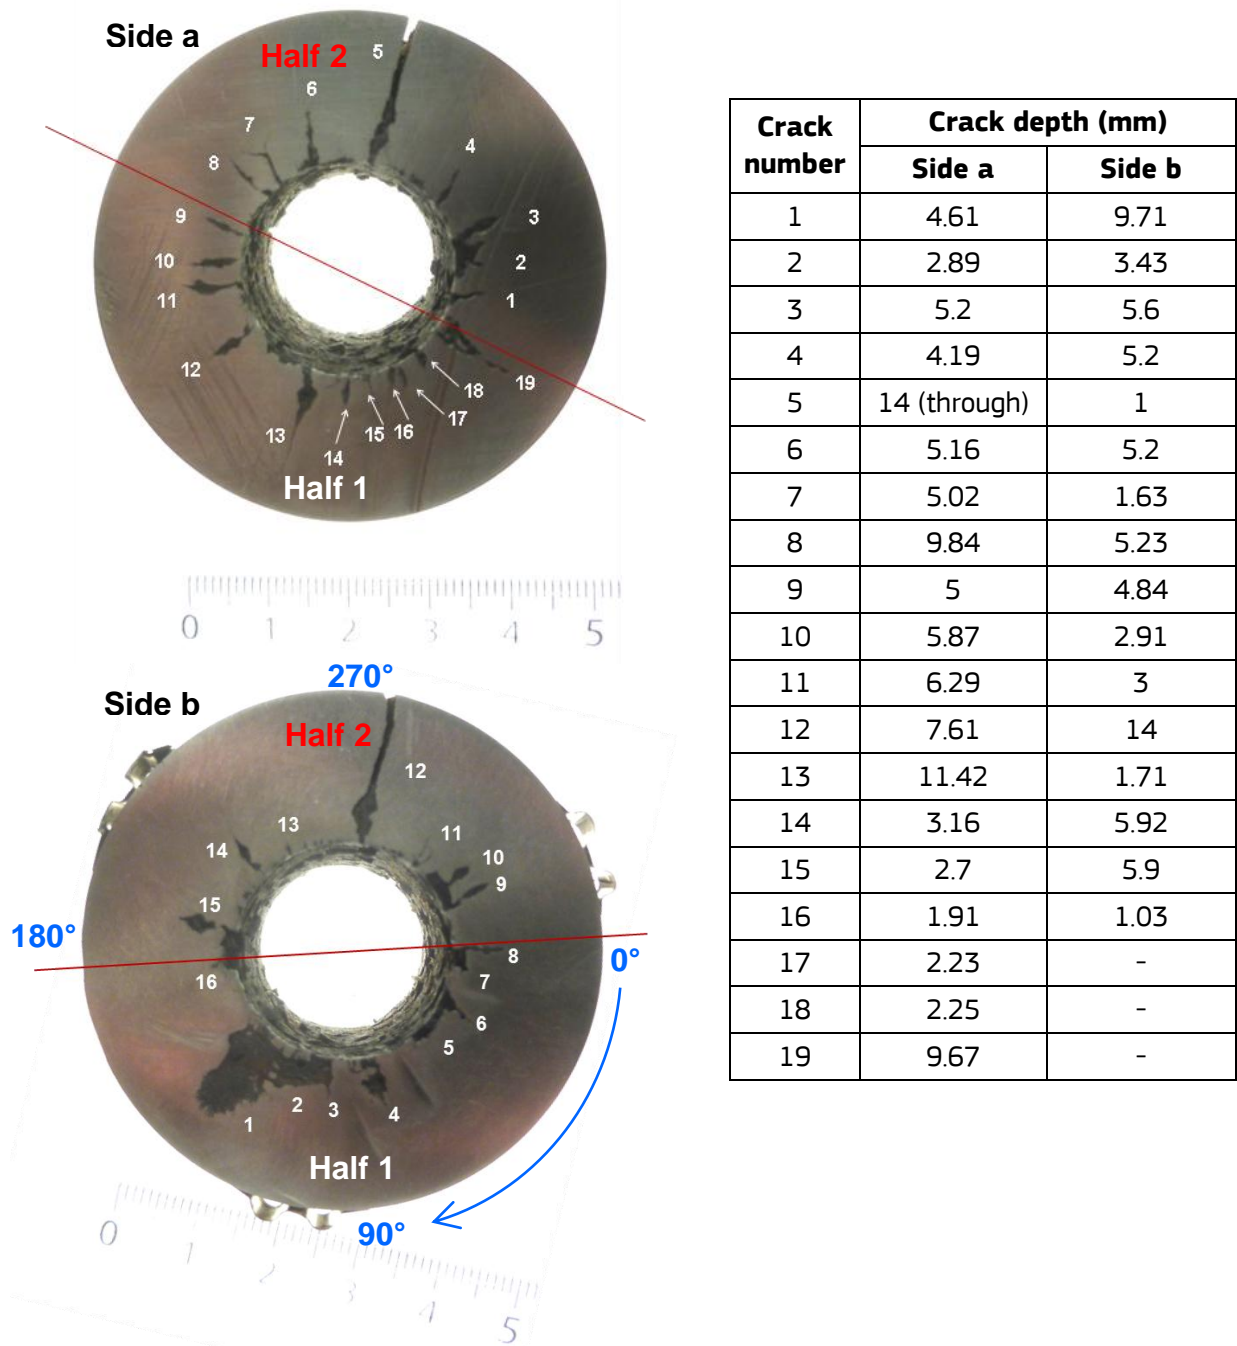 Side a
Half 2
5
6
7
4
8
9
3
10
2
11
1
12
19
18
17
13
15
16
14
Half 1
0 1 2 3 4 5
270°
Side b
Half 2
12
13
11
14
10
9
15
180°
8
0°
16
7
6
5
2
3
4
1
Half 1
90°
0 1 2 3 4 5
Crack number Crack depth (mm)
Side a Side b
1 4.61 9.71
2 2.89 3.43
3 5.2 5.6
4 4.19 5.2
5 14 (through) 1
6 5.16 5.2
7 5.02 1.63
8 9.84 5.23
9 5 4.84
10 5.87 2.91
11 6.29 3
12 7.61 14
13 11.42 1.71
14 3.16 5.92
15 2.7 5.9
16 1.91 1.03
17 2.23 -
18 2.25 -
19 9.67 -